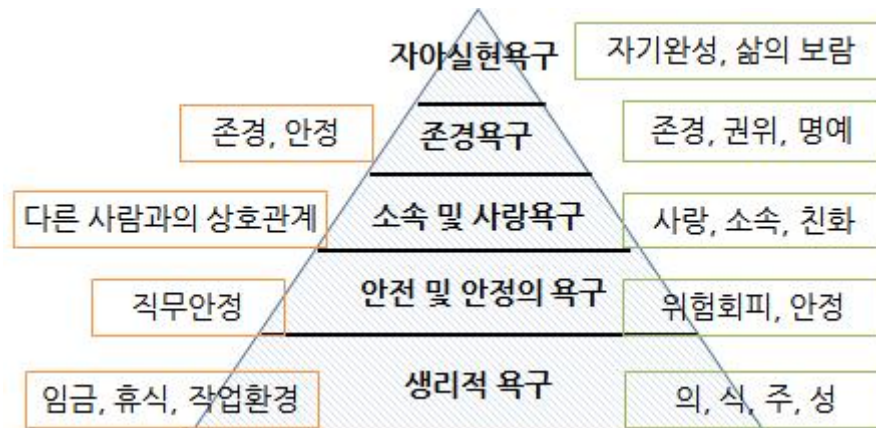 자아실현욕구
자기완성, 삶의 보람
존경, 안정
존경욕구
존경, 권위, 명예
다른 사람과의 상호관계
소속 및 사랑욕구
사랑, 소속, 친화
직무안정
안전 및 안정의 욕구
위험회피, 안정
임금, 휴식, 작업환경
생리적 욕구
의, 식, 주, 성